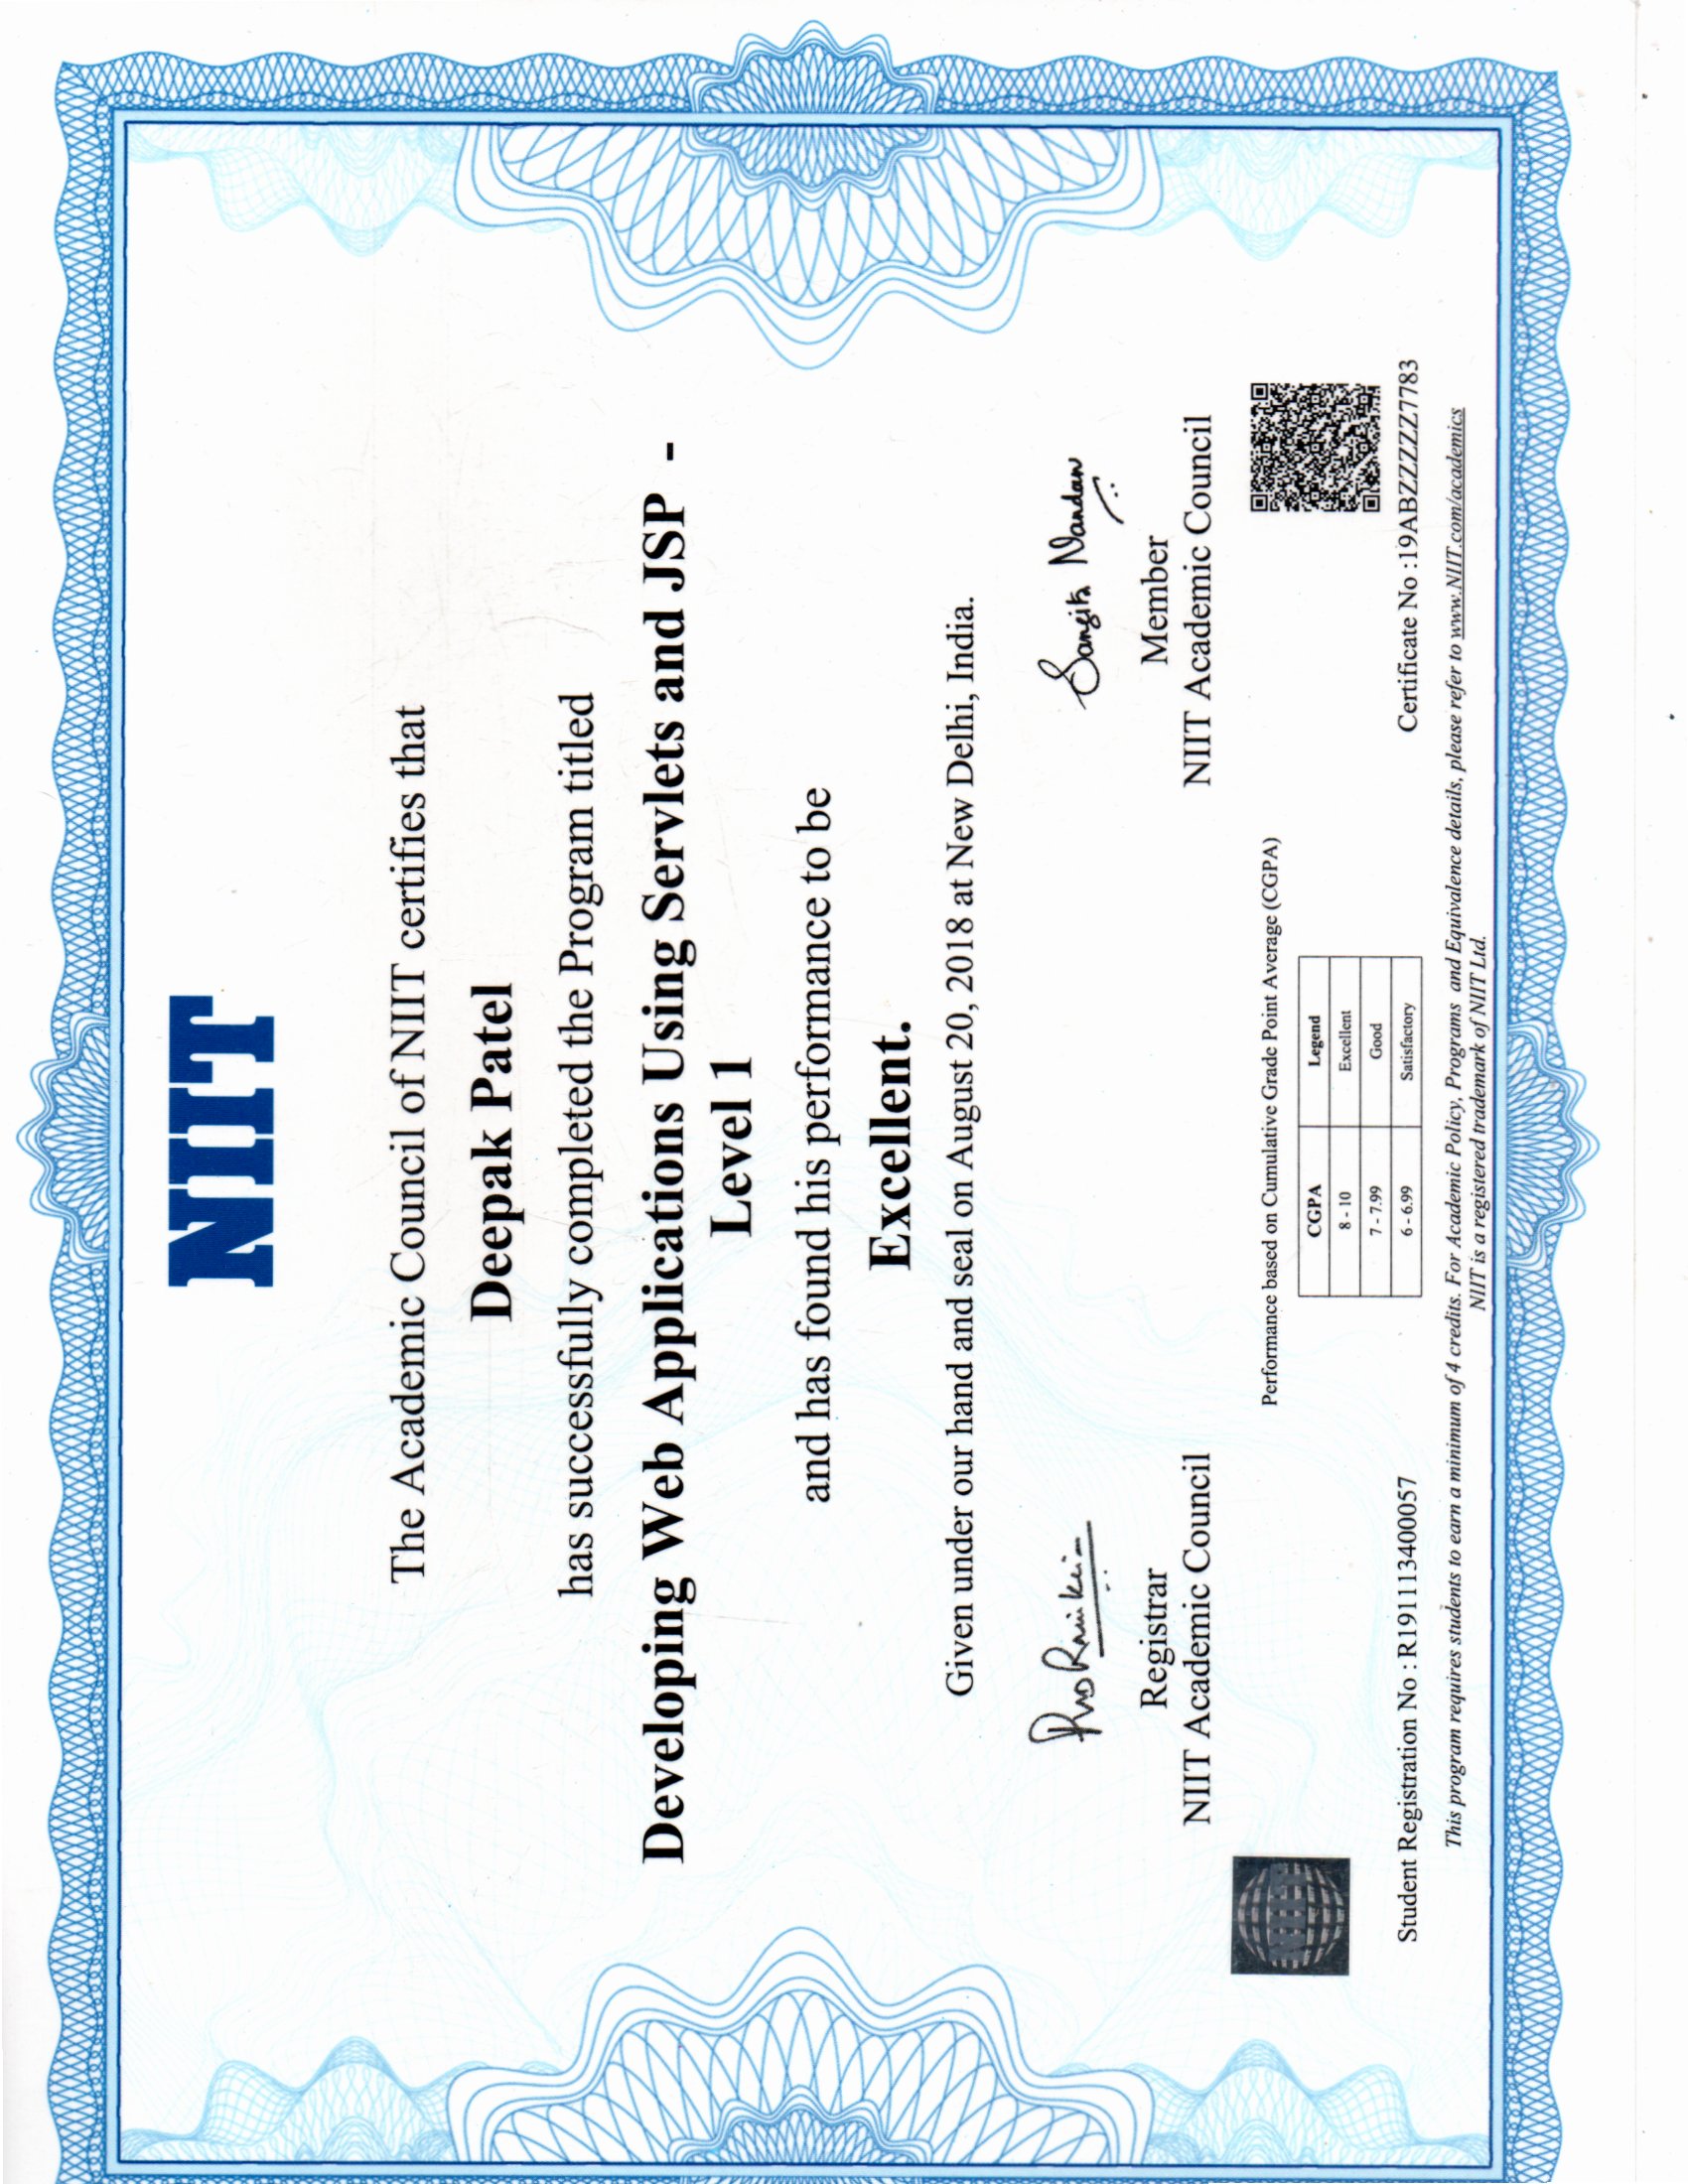 NIIT
The Academic Council of NIIT certifies that
Deepak Patel
has successfully completed the Program titled
Developing Web Applications Using Servlets and JSP -
Level 1
and has found his performance to be
Excellent.
Given under our hand and seal on August 20, 2018 at New Delhi, India.
Sangita Nandan
Registrar
NIIT Academic Council
Member
NIIT Academic Council
NIIT
Performance based on Cumulative Grade Point Average (CGPA)
CGPA Legend
8 - 10 Excellent
7 - 7.99 Good
6 - 6.99 Satisfactory
Student Registration No : R191113400057
Certificate No :19ABZZZZZ7783
This program requires students to earn a minimum of 4 credits. For Academic Policy, Programs and Equivalence details, please refer to www.NIIT.com/academics
NIIT is a registered trademark of NIIT Ltd.